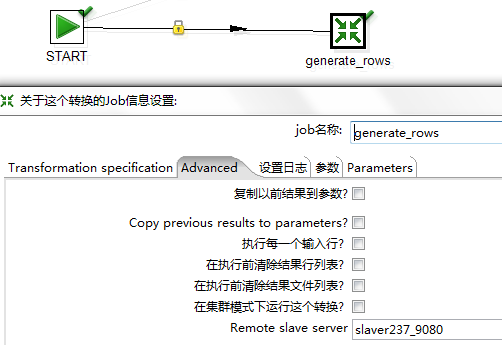 START
generate_rows
关于这个转换的Job信息设置:
job名称: generate_rows
Transformation specification Advanced 设置日志 参数 Parameters
复制以前结果到参数?
Copy previous results to parameters?
执行每一个输入行?
在执行前清除结果行列表?
在执行前清除结果文件列表?
在集群模式下运行这个转换?
Remote slave server slaver237_9080